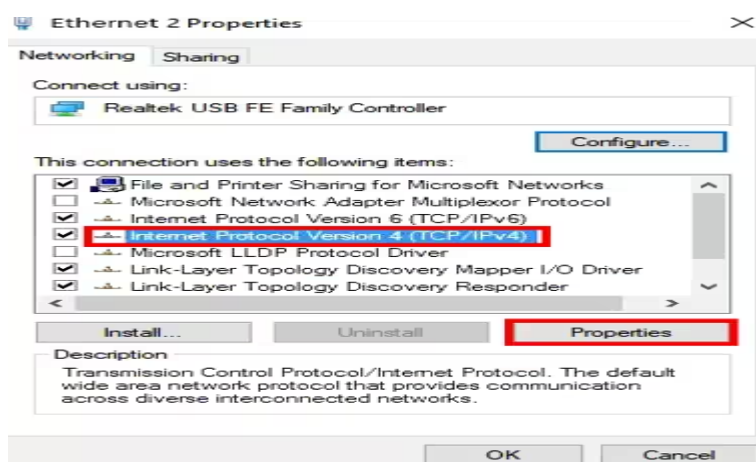 Ethernet 2 Properties
Networking Sharing
Connect using:
Realtek USB FE Family Controller
Configure...
This connection uses the following items:
File and Printer Sharing for Microsoft Networks
Microsoft Network Adapter Multiplexor Protocol
Internet Protocol Version 6 (TCP/IPv6)
Internet Protocol Version 4 (TCP/IPv4)
Microsoft LLDP Protocol Driver
Link-Layer Topology Discovery Mapper I/O Driver
Link-Layer Topology Discovery Responder
Install... Uninstall Properties
Description
Transmission Control Protocol/Internet Protocol. The default
wide area network protocol that provides communication
across diverse interconnected networks.
OK Cancel